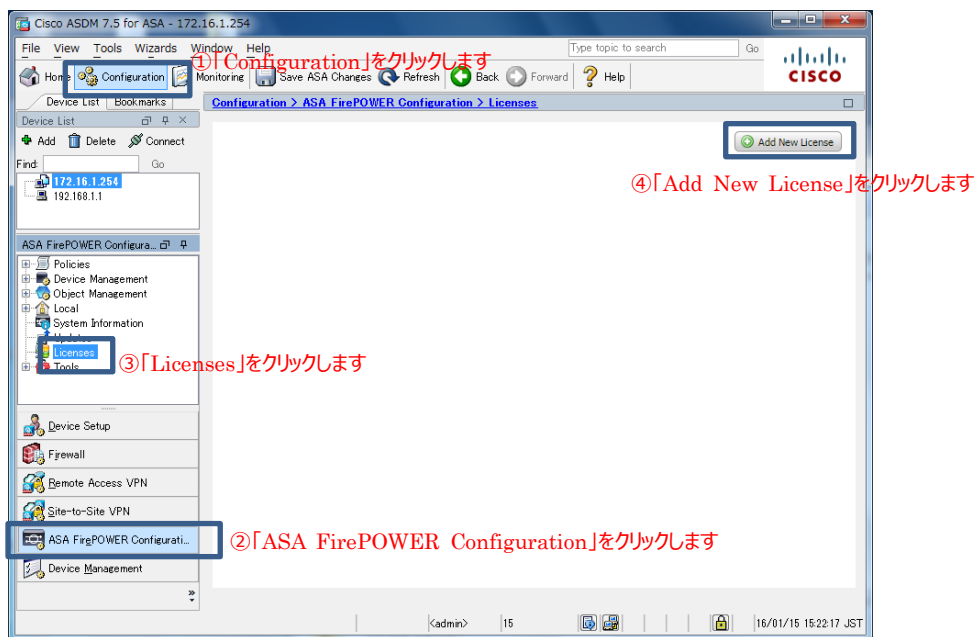 Cisco ASDM 7.5 for ASA - 172.16.1.254
File View Tools Wizards Window Help
Type topic to search Go
①「Configuration」をクリックします
Home Configuration Monitoring Save ASA Changes Refresh Back Forward Help
CISCO
Device List Bookmarks
Configuration > ASA FirePOWER Configuration > Licenses
Device List
Add Delete Connect
Add New License
Find: Go
172.16.1.254
④「Add New License」をクリックします
192.168.1.1
ASA FirePOWER Configura...
Policies
Device Management
Object Management
Local
System Information
Updates
Licenses
③「Licenses」をクリックします
Tools
Device Setup
Firewall
Remote Access VPN
Site-to-Site VPN
ASA FirePOWER Configurati...
②「ASA FirePOWER Configuration」をクリックします
Device Management
<admin> 15 16/01/15 15:22:17 JST